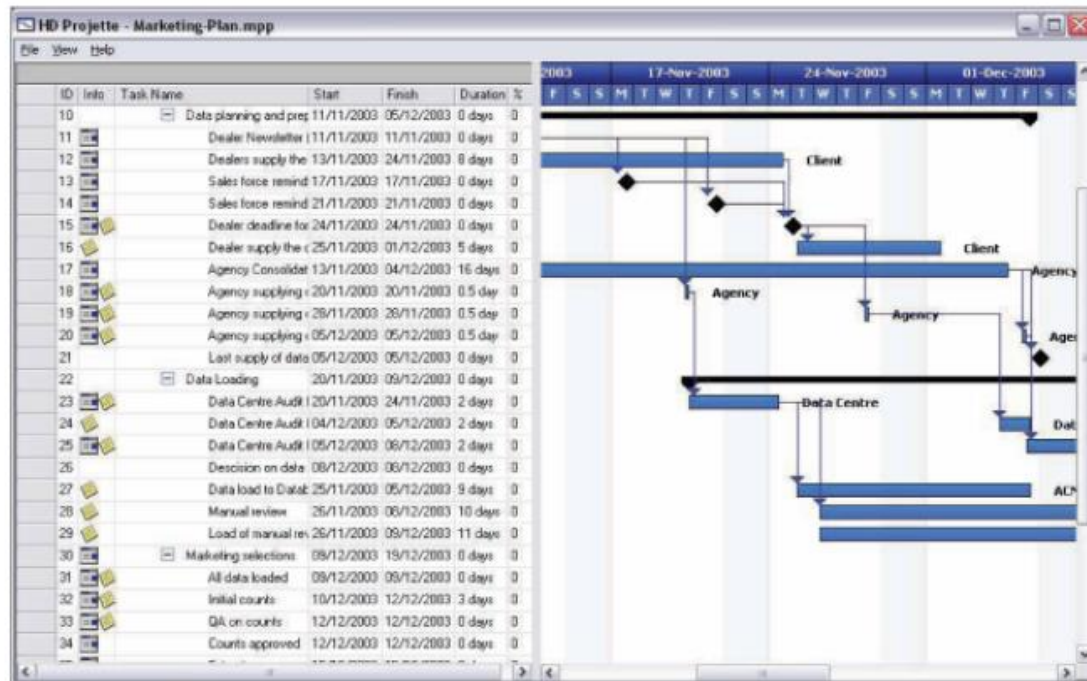 HD Projette - Marketing-Plan.mpp
File View Help
2003 17-Nov-2003 24-Nov-2003 01-Dec-2003
ID Info Task Name Start Finish Duration %
F S S M T W T F S S M T W T F S S M T W T F S S
10 Data planning and prep 11/11/2003 05/12/2003 0 days 0
11 Dealer Newsletter 11/11/2003 11/11/2003 0 days 0
12 Dealers supply the 13/11/2003 24/11/2003 8 days 0 Client
13 Sales force remind 17/11/2003 17/11/2003 0 days 0
14 Sales force remind 21/11/2003 21/11/2003 0 days 0
15 Dealer deadline for 24/11/2003 24/11/2003 0 days 0
16 Dealer supply the 25/11/2003 01/12/2003 5 days 0 Client
17 Agency Consolidat 13/11/2003 04/12/2003 16 days 0 Agency
18 Agency supplying 20/11/2003 20/11/2003 0.5 day 0 Agency
19 Agency supplying 28/11/2003 28/11/2003 0.5 day 0 Agency
20 Agency supplying 05/12/2003 05/12/2003 0.5 day 0 Age
21 Last supply of data 05/12/2003 05/12/2003 0 days 0
22 Data Loading 20/11/2003 09/12/2003 0 days 0
23 Data Centre Audit 20/11/2003 24/11/2003 2 days 0 Data Centre
24 Data Centre Audit 04/12/2003 05/12/2003 2 days 0 Dat
25 Data Centre Audit 05/12/2003 08/12/2003 2 days 0
26 Descision on data 08/12/2003 08/12/2003 0 days 0
27 Data load to Datab 25/11/2003 05/12/2003 9 days 0 ACN
28 Manual review 26/11/2003 08/12/2003 10 days 0
29 Load of manual rev 26/11/2003 09/12/2003 11 days 0
30 Marketing selections 09/12/2003 19/12/2003 0 days 0
31 All data loaded 09/12/2003 09/12/2003 0 days 0
32 Initial counts 10/12/2003 12/12/2003 3 days 0
33 QA on counts 12/12/2003 12/12/2003 0 days 0
34 Counts approved 12/12/2003 12/12/2003 0 days 0